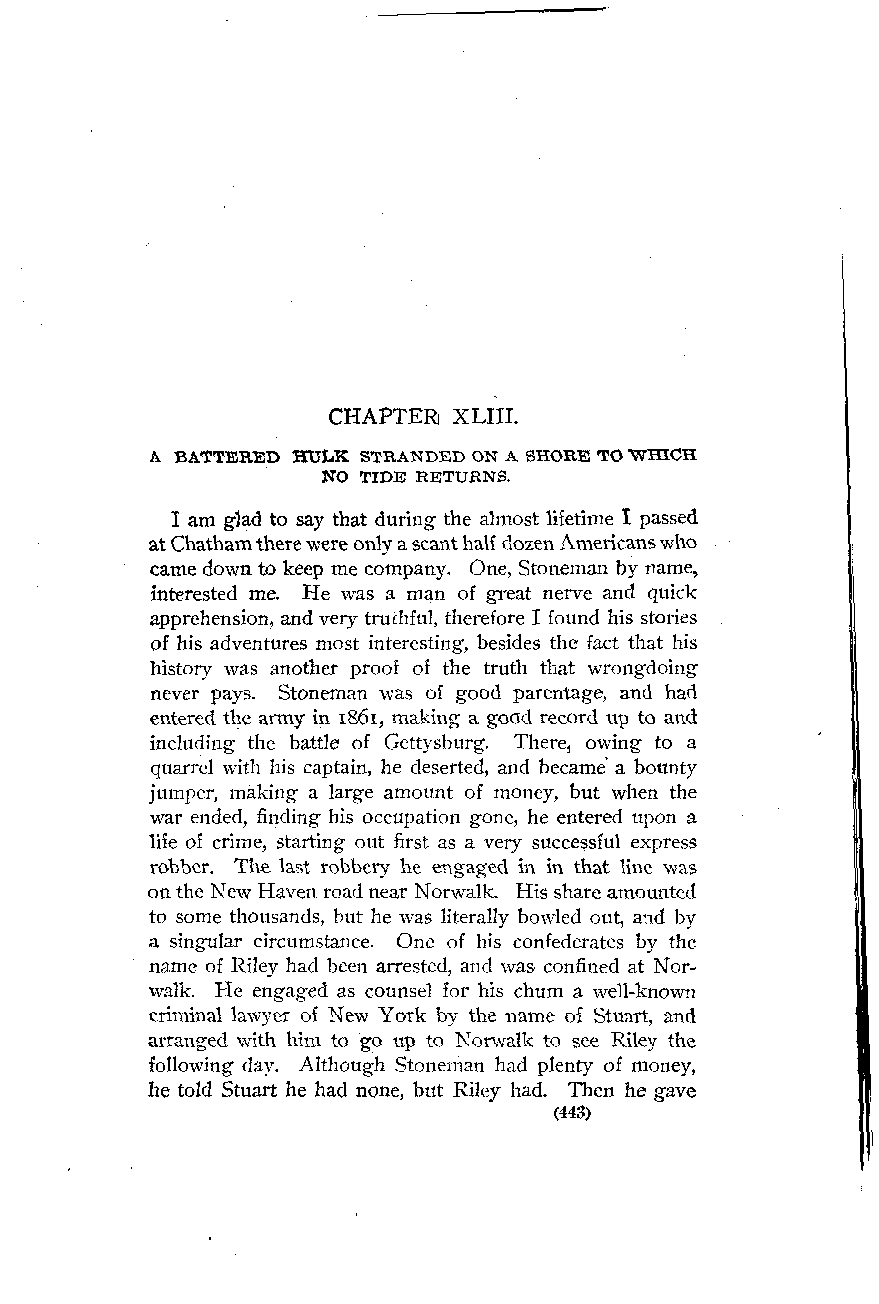 CHAPTER XLIII.
A BATTERED HULK STRANDED ON A SHORE TO WHICH
NO TIDE RETURNS.
I am glad to say that during the almost lifetime I passed
at Chatham there were only a scant half dozen Americans who
came down to keep me company. One, Stoneman by name,
interested me. He was a man of great nerve and quick
apprehension, and very truthful, therefore I found his stories
of his adventures most interesting, besides the fact that his
history was another proof of the truth that wrongdoing
never pays. Stoneman was of good parentage, and had
entered the army in 1861, making a good record up to and
including the battle of Gettysburg. There, owing to a
quarrel with his captain, he deserted, and became a bounty
jumper, making a large amount of money, but when the
war ended, finding his occupation gone, he entered upon a
life of crime, starting out first as a very successful express
robber. The last robbery he engaged in in that line was
on the New Haven road near Norwalk. His share amounted
to some thousands, but he was literally bowled out, and by
a singular circumstance. One of his confederates by the
name of Riley had been arrested, and was confined at Nor-
walk. He engaged as counsel for his chum a well-known
criminal lawyer of New York by the name of Stuart, and
arranged with him to go up to Norwalk to see Riley the
following day. Although Stoneman had plenty of money,
he told Stuart he had none, but Riley had. Then he gave
(443)